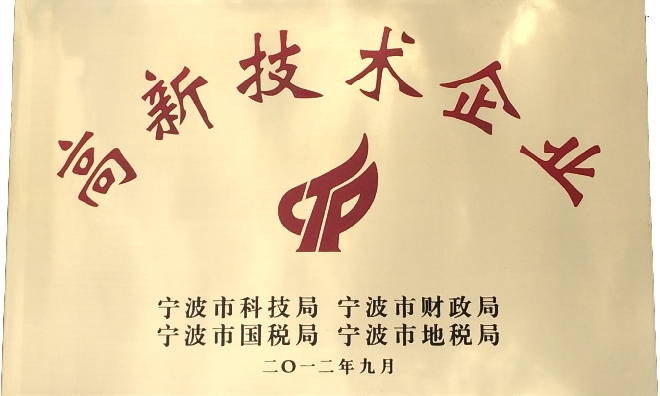 高新技术企业
宁波市科技局 宁波市财政局
宁波市国税局 宁波市地税局
二〇一二年九月